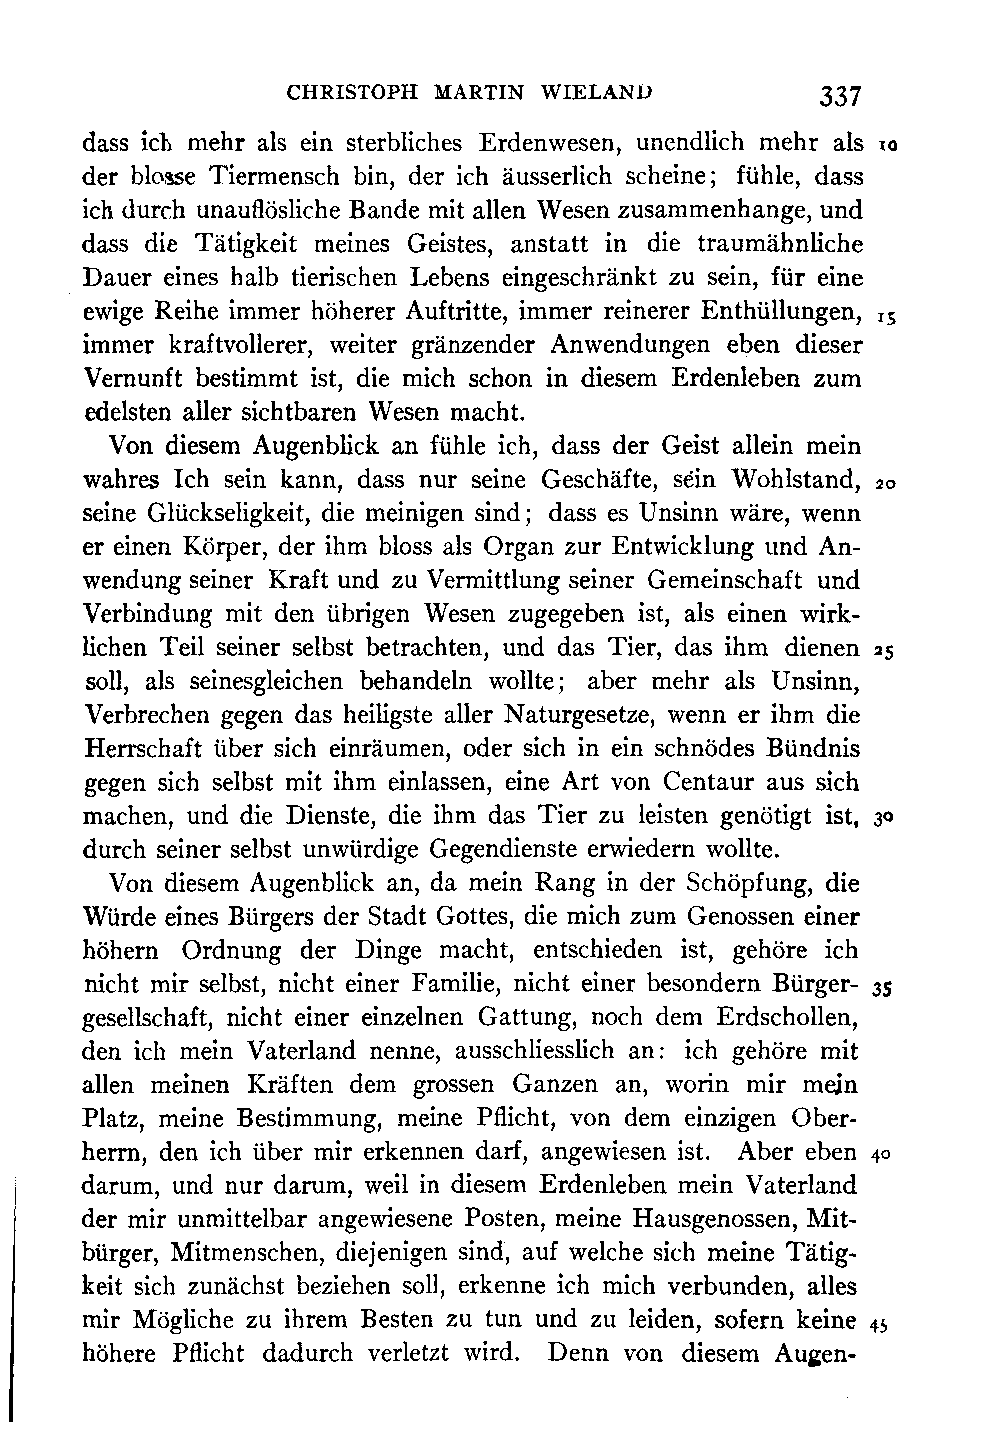 CHRISTOPH MARTIN WIELAND 337
dass ich mehr als ein sterbliches Erdenwesen, unendlich mehr als 10
der blosse Tiermensch bin, der ich äusserlich scheine; fühle, dass
ich durch unauflösliche Bande mit allen Wesen zusammenhange, und
dass die Tätigkeit meines Geistes, anstatt in die traumähnliche
Dauer eines halb tierischen Lebens eingeschränkt zu sein, für eine
ewige Reihe immer höherer Auftritte, immer reinerer Enthüllungen, 15
immer kraftvollerer, weiter gränzender Anwendungen eben dieser
Vernunft bestimmt ist, die mich schon in diesem Erdenleben zum
edelsten aller sichtbaren Wesen macht.
Von diesem Augenblick an fühle ich, dass der Geist allein mein
wahres Ich sein kann, dass nur seine Geschäfte, sein Wohlstand, 20
seine Glückseligkeit, die meinigen sind; dass es Unsinn wäre, wenn
er einen Körper, der ihm bloss als Organ zur Entwicklung und An-
wendung seiner Kraft und zu Vermittlung seiner Gemeinschaft und
Verbindung mit den übrigen Wesen zugegeben ist, als einen wirk-
lichen Teil seiner selbst betrachten, und das Tier, das ihm dienen 25
soll, als seinesgleichen behandeln wollte; aber mehr als Unsinn,
Verbrechen gegen das heiligste aller Naturgesetze, wenn er ihm die
Herrschaft über sich einräumen, oder sich in ein schnödes Bündnis
gegen sich selbst mit ihm einlassen, eine Art von Centaur aus sich
machen, und die Dienste, die ihm das Tier zu leisten genötigt ist, 30
durch seiner selbst unwürdige Gegendienste erwiedern wollte.
Von diesem Augenblick an, da mein Rang in der Schöpfung, die
Würde eines Bürgers der Stadt Gottes, die mich zum Genossen einer
höhern Ordnung der Dinge macht, entschieden ist, gehöre ich
nicht mir selbst, nicht einer Familie, nicht einer besondern Bürger- 35
gesellschaft, nicht einer einzelnen Gattung, noch dem Erdschollen,
den ich mein Vaterland nenne, ausschliesslich an: ich gehöre mit
allen meinen Kräften dem grossen Ganzen an, worin mir mein
Platz, meine Bestimmung, meine Pflicht, von dem einzigen Ober-
herrn, den ich über mir erkennen darf, angewiesen ist. Aber eben 40
darum, und nur darum, weil in diesem Erdenleben mein Vaterland
der mir unmittelbar angewiesene Posten, meine Hausgenossen, Mit-
bürger, Mitmenschen, diejenigen sind, auf welche sich meine Tätig-
keit sich zunächst beziehen soll, erkenne ich mich verbunden, alles
mir Mögliche zu ihrem Besten zu tun und zu leiden, sofern keine 45
höhere Pflicht dadurch verletzt wird. Denn von diesem Augen-